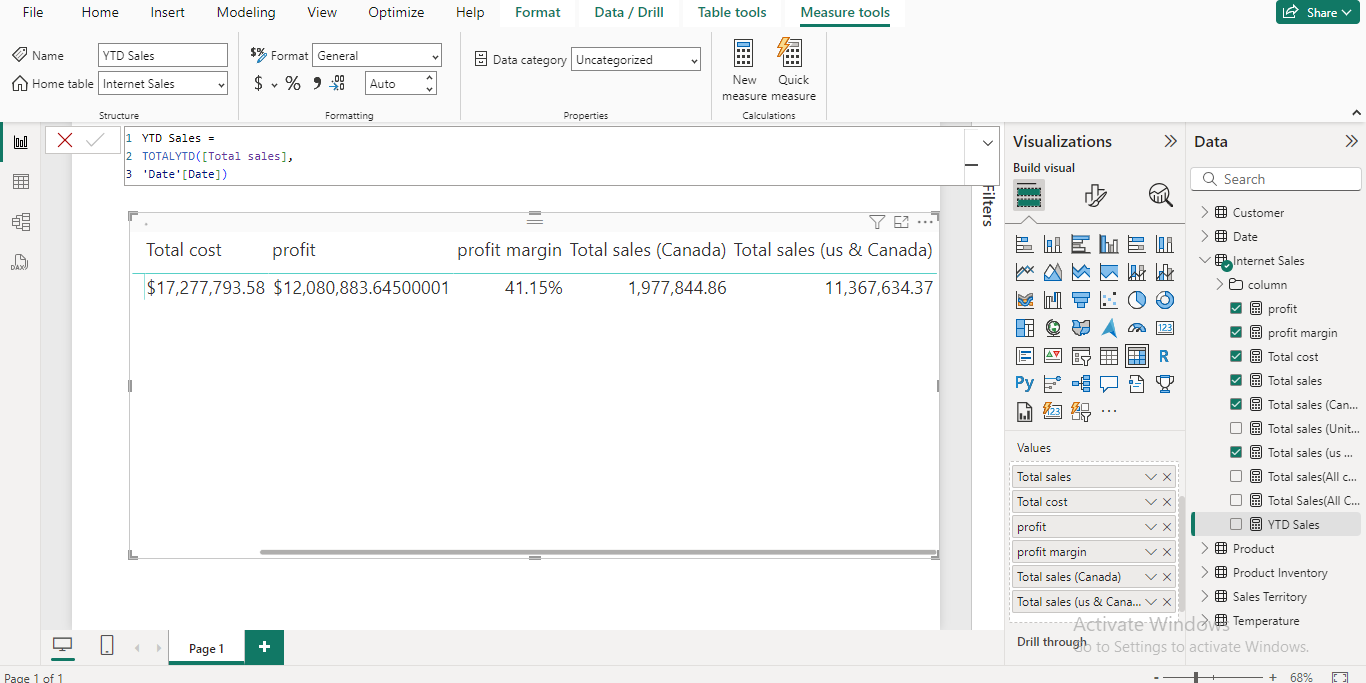 File Home Insert Modeling View Optimize Help Format Data / Drill Table tools Measure tools Share
Name YTD Sales
Home table Internet Sales
Structure
$% Format General
$ % 9 .00 Auto
Formatting
Data category Uncategorized
Properties
New measure
Quick measure
Calculations
1 YTD Sales =
2 TOTALYTD([Total sales],
3 'Date'[Date])
Total cost profit profit margin Total sales (Canada) Total sales (us & Canada)
$17,277,793.58 $12,080,883.64500001 41.15% 1,977,844.86 11,367,634.37
Filters
Visualizations
Build visual
123
R
Py
123
Values
Total sales
Total cost
profit
profit margin
Total sales (Canada)
Total sales (us & Cana...
Drill through
Data
Search
Customer
Date
Internet Sales
column
profit
profit margin
Total cost
Total sales
Total sales (Can...
Total sales (Unit...
Total sales (us ...
Total sales(All c...
Total Sales(All C...
YTD Sales
Product
Product Inventory
Sales Territory
Temperature
Activate Windows
Go to Settings to activate Windows.
DAX
Page 1 +
Page 1 of 1
- + 68%